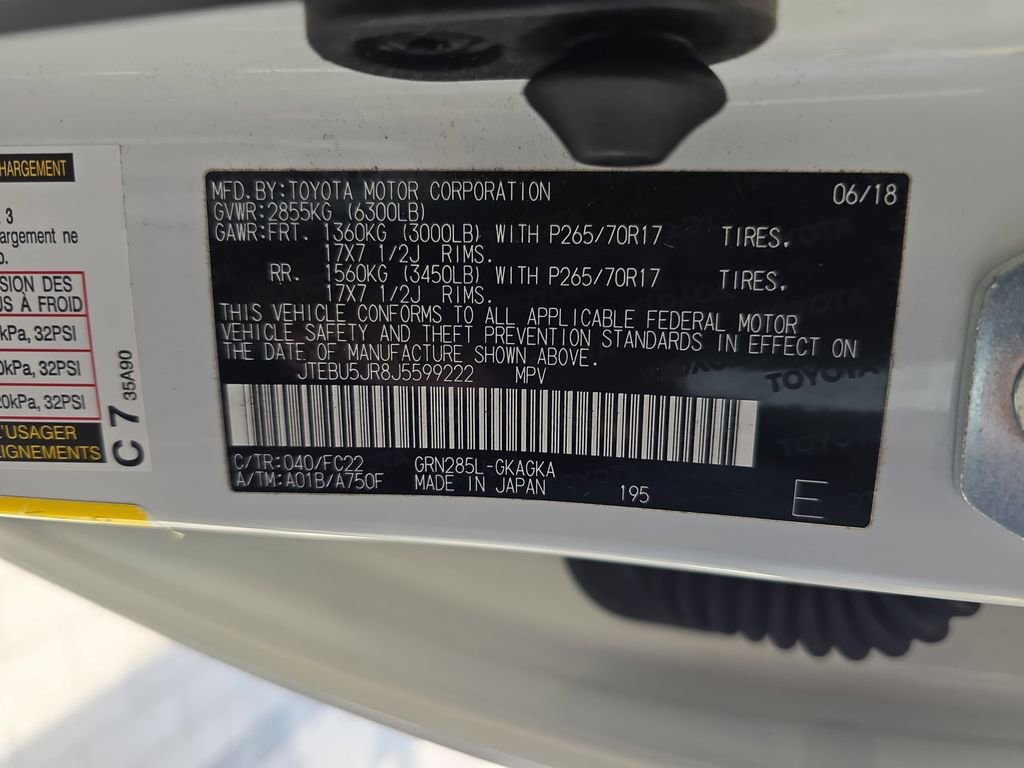 HARGEMENT
3
argement ne
SION DES
S À FROID
kPa, 32PSI
0kPa, 32PSI
20kPa, 32PSI
L'USAGER
IGNEMENTS
C 7 35A90
MFD.BY:TOYOTA MOTOR CORPORATION 06/18
GVWR:2855KG (6300LB)
GAWR:FRT. 1360KG (3000LB) WITH P265/70R17 TIRES.
17X7 1/2J RIMS.
RR. 1560KG (3450LB) WITH P265/70R17 TIRES.
17X7 1/2J RIMS.
THIS VEHICLE CONFORMS TO ALL APPLICABLE FEDERAL MOTOR
VEHICLE SAFETY AND THEFT PREVENTION STANDARDS IN EFFECT ON
THE DATE OF MANUFACTURE SHOWN ABOVE.
JTEBU5JR8J5599222 MPV
TOYOTA
C/TR:040/FC22 GRN285L-GKAGKA
A/TM:A01B/A750F MADE IN JAPAN 195 E